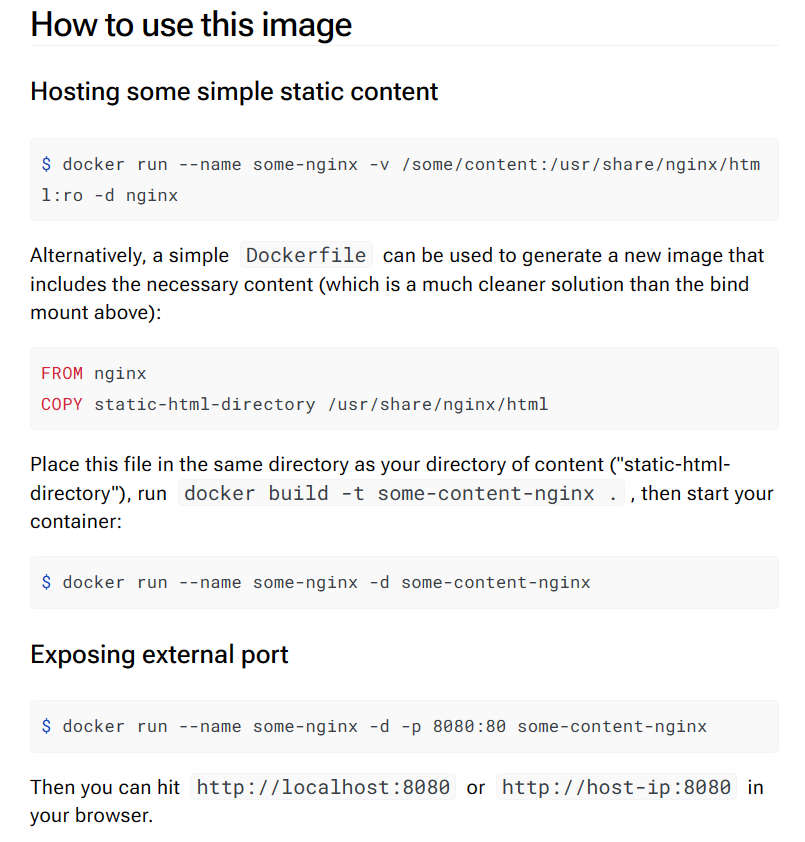 How to use this image
Hosting some simple static content
$ docker run --name some-nginx -v /some/content:/usr/share/nginx/htm
l:ro -d nginx
Alternatively, a simple Dockerfile can be used to generate a new image that
includes the necessary content (which is a much cleaner solution than the bind
mount above):
FROM nginx
COPY static-html-directory /usr/share/nginx/html
Place this file in the same directory as your directory of content ("static-html-
directory"), run docker build -t some-content-nginx . , then start your
container:
$ docker run --name some-nginx -d some-content-nginx
Exposing external port
$ docker run --name some-nginx -d -p 8080:80 some-content-nginx
Then you can hit http://localhost:8080 or http://host-ip:8080 in
your browser.